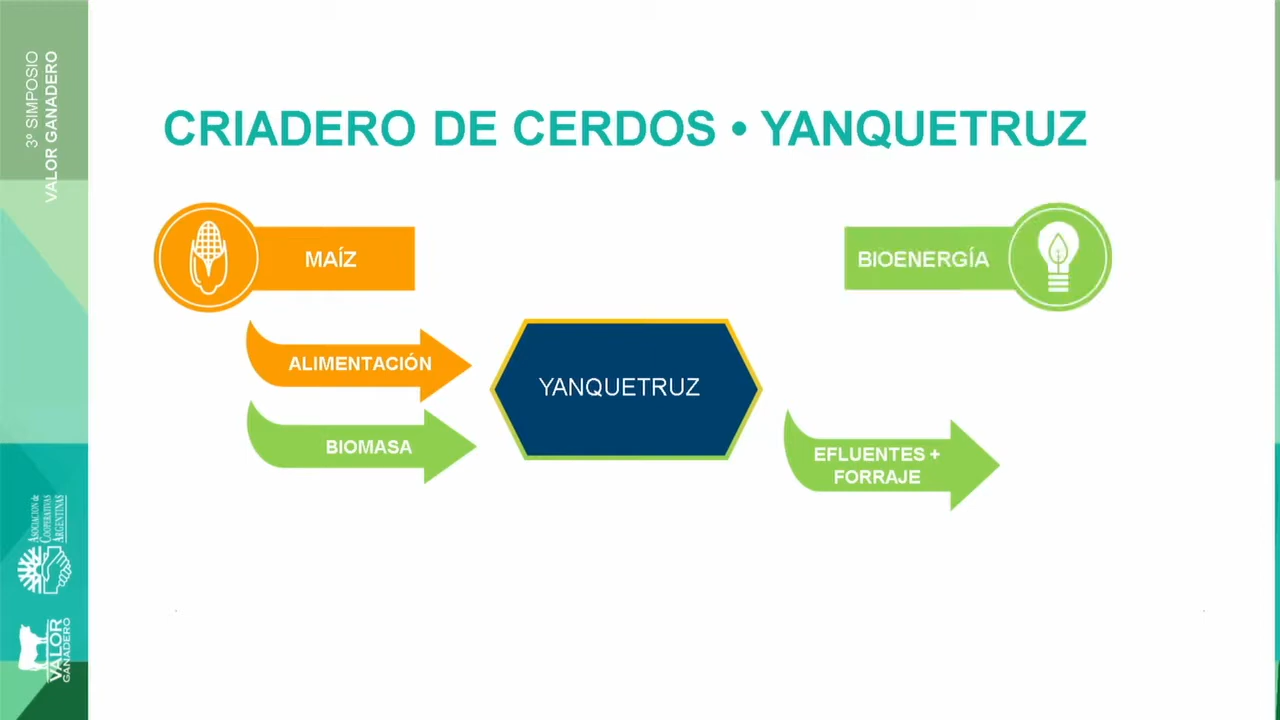 3° SIMPOSIO
VALOR GANADERO
CRIADERO DE CERDOS • YANQUETRUZ
MAÍZ
BIOENERGÍA
ALIMENTACIÓN
YANQUETRUZ
BIOMASA
EFLUENTES +
FORRAJE
ASOCIACION de
COOPERATIVAS
ARGENTINAS
VALOR
GANADERO